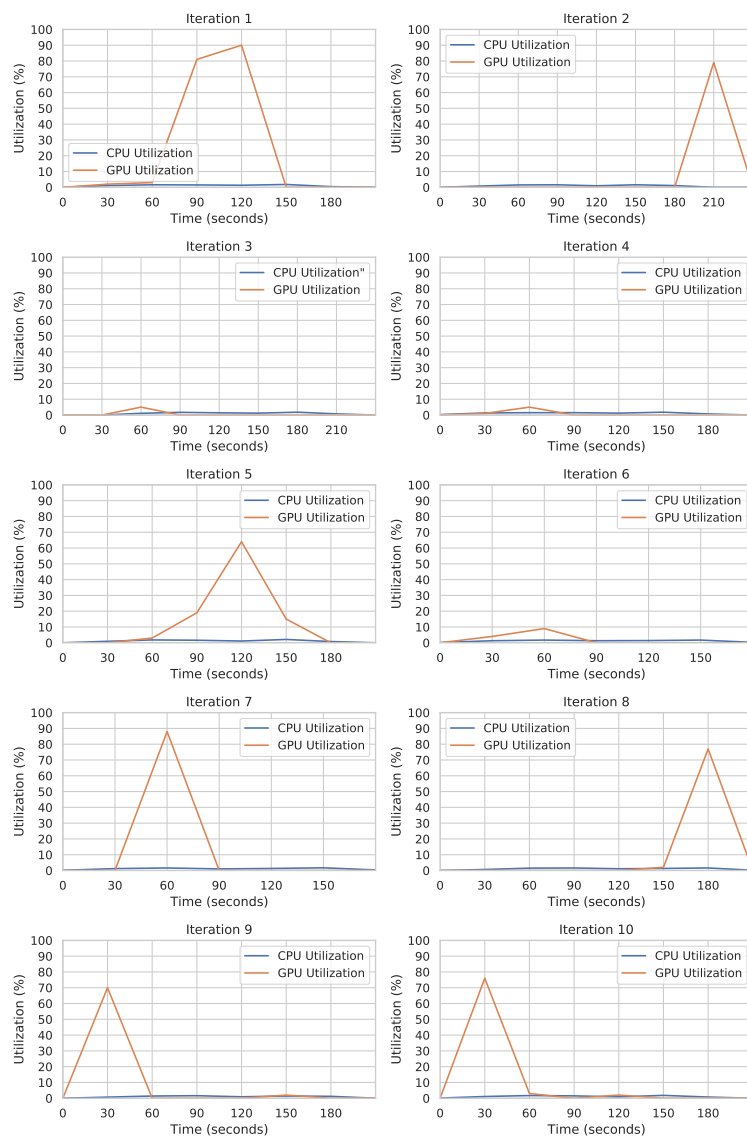 Iteration 1
Utilization (%)
100
90
80
70
60
50
40
30
20
10
0
CPU Utilization
GPU Utilization
0 30 60 90 120 150 180
Time (seconds)
Iteration 2
Utilization (%)
100
90
80
70
60
50
40
30
20
10
0
CPU Utilization
GPU Utilization
0 30 60 90 120 150 180 210
Time (seconds)
Iteration 3
Utilization (%)
100
90
80
70
60
50
40
30
20
10
0
CPU Utilization"
GPU Utilization
0 30 60 90 120 150 180 210
Time (seconds)
Iteration 4
Utilization (%)
100
90
80
70
60
50
40
30
20
10
0
CPU Utilization
GPU Utilization
0 30 60 90 120 150 180
Time (seconds)
Iteration 5
Utilization (%)
100
90
80
70
60
50
40
30
20
10
0
CPU Utilization
GPU Utilization
0 30 60 90 120 150 180
Time (seconds)
Iteration 6
Utilization (%)
100
90
80
70
60
50
40
30
20
10
0
CPU Utilization
GPU Utilization
0 30 60 90 120 150
Time (seconds)
Iteration 7
Utilization (%)
100
90
80
70
60
50
40
30
20
10
0
CPU Utilization
GPU Utilization
0 30 60 90 120 150
Time (seconds)
Iteration 8
Utilization (%)
100
90
80
70
60
50
40
30
20
10
0
CPU Utilization
GPU Utilization
0 30 60 90 120 150 180
Time (seconds)
Iteration 9
Utilization (%)
100
90
80
70
60
50
40
30
20
10
0
CPU Utilization
GPU Utilization
0 30 60 90 120 150 180
Time (seconds)
Iteration 10
Utilization (%)
100
90
80
70
60
50
40
30
20
10
0
CPU Utilization
GPU Utilization
0 30 60 90 120 150 180
Time (seconds)